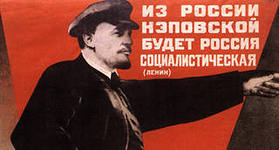 ИЗ РОССИИ
НЭПОВСКОЙ
БУДЕТ РОССИЯ
СОЦИАЛИСТИЧЕСКАЯ
(ЛЕНИН)